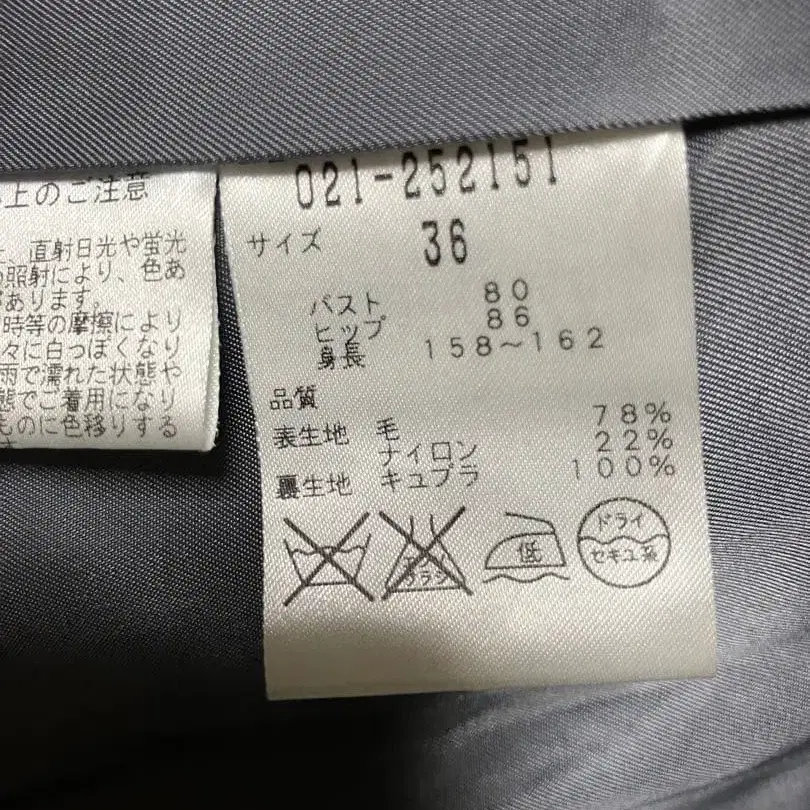 上のご注意
直射日光や蛍光
照射により、色あ
があります。
時等の摩擦により
々に白っぽくなり
雨で濡れた状態や
態でご着用になり
ものに色移りする
021-252151
サイズ 36
バスト 80
ヒップ 86
身長 158～162
品質
表生地 毛 78%
ナイロン 22%
裏生地 キュプラ 100%
低
ドライ
セキユ系